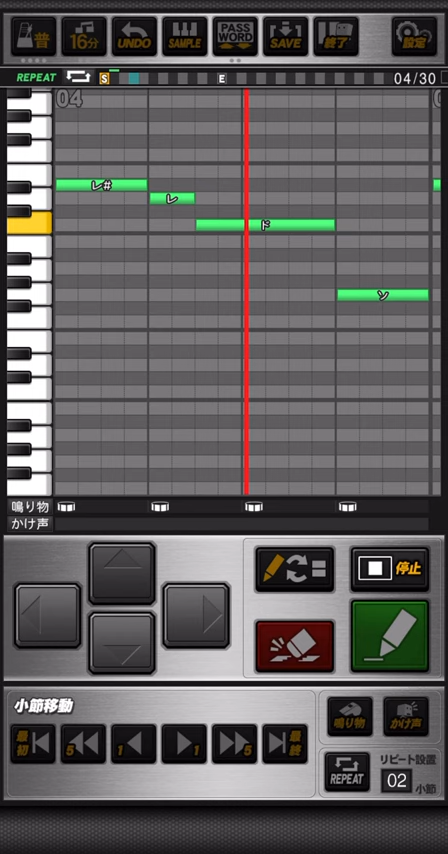 普 16分 UNDO SAMPLE PASS WORD SAVE 終了 設定
REPEAT S E 04/30
04
レ#
レ
ド
ソ
鳴り物
かけ声
停止
小節移動
鳴り物 かけ声
最初 5 1 1 5 最終
リピート設置
REPEAT 02 小節